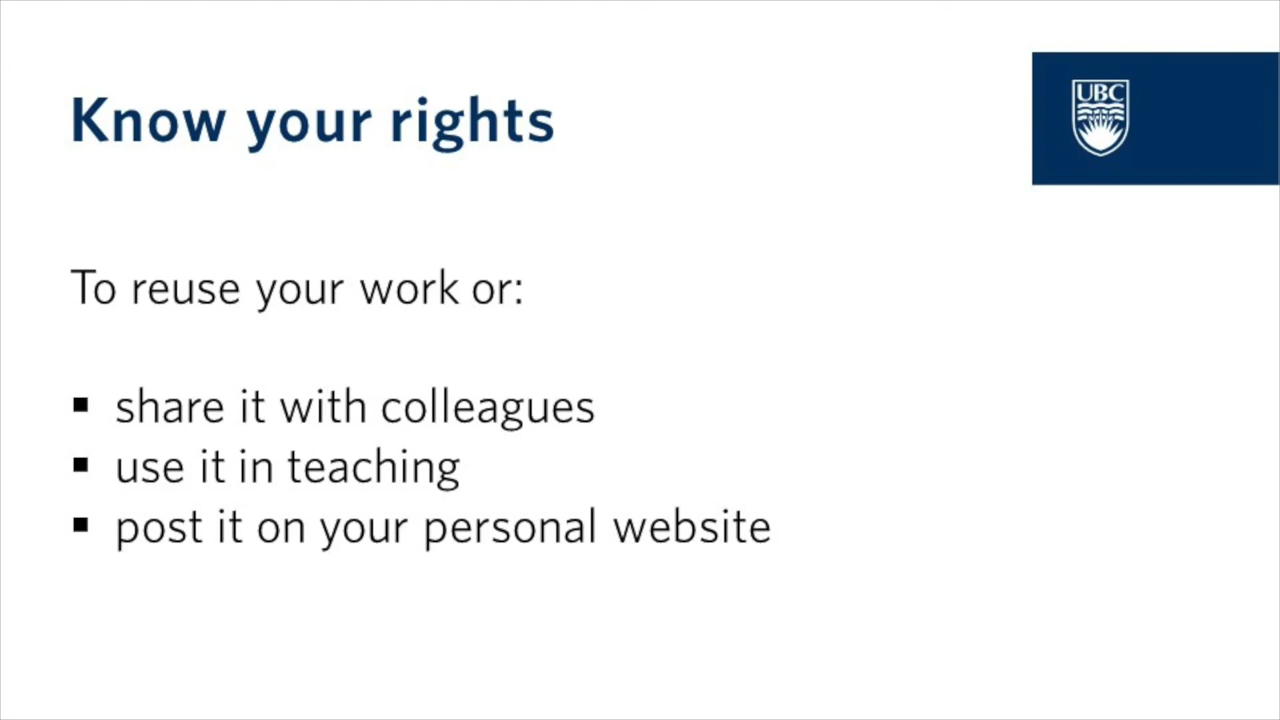 Know your rights
UBC
To reuse your work or:
▪ share it with colleagues
▪ use it in teaching
▪ post it on your personal website